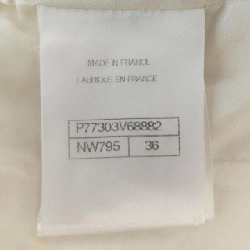 MADE IN FRANCE
FABRIQUE EN FRANCE
P77303V68882
NW795 36